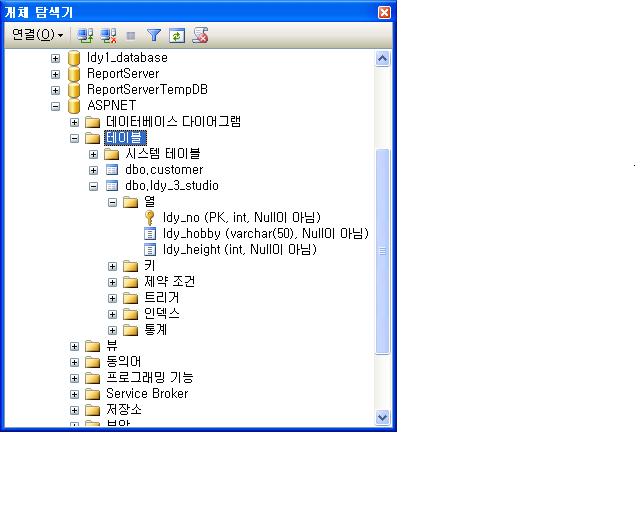 개체 탐색기
연결(O)
ldy1_database
ReportServer
ReportServerTempDB
ASPNET
데이터베이스 다이어그램
테이블
시스템 테이블
dbo.customer
dbo.ldy_3_studio
열
ldy_no (PK, int, Null이 아님)
ldy_hobby (varchar(50), Null이 아님)
ldy_height (int, Null이 아님)
키
제약 조건
트리거
인덱스
통계
뷰
동의어
프로그래밍 기능
Service Broker
저장소
보안